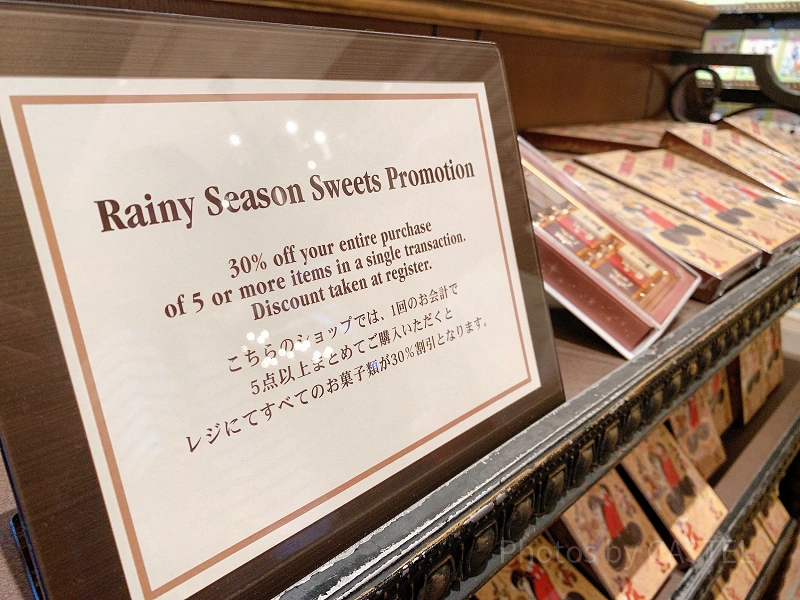 Rainy Season Sweets Promotion
30% off your entire purchase
of 5 or more items in a single transaction.
Discount taken at register.
こちらのショップでは、1回のお会計で
5点以上まとめてご購入いただくと
レジにてすべてのお菓子類が30%割引となります。
Photos by CASTEL